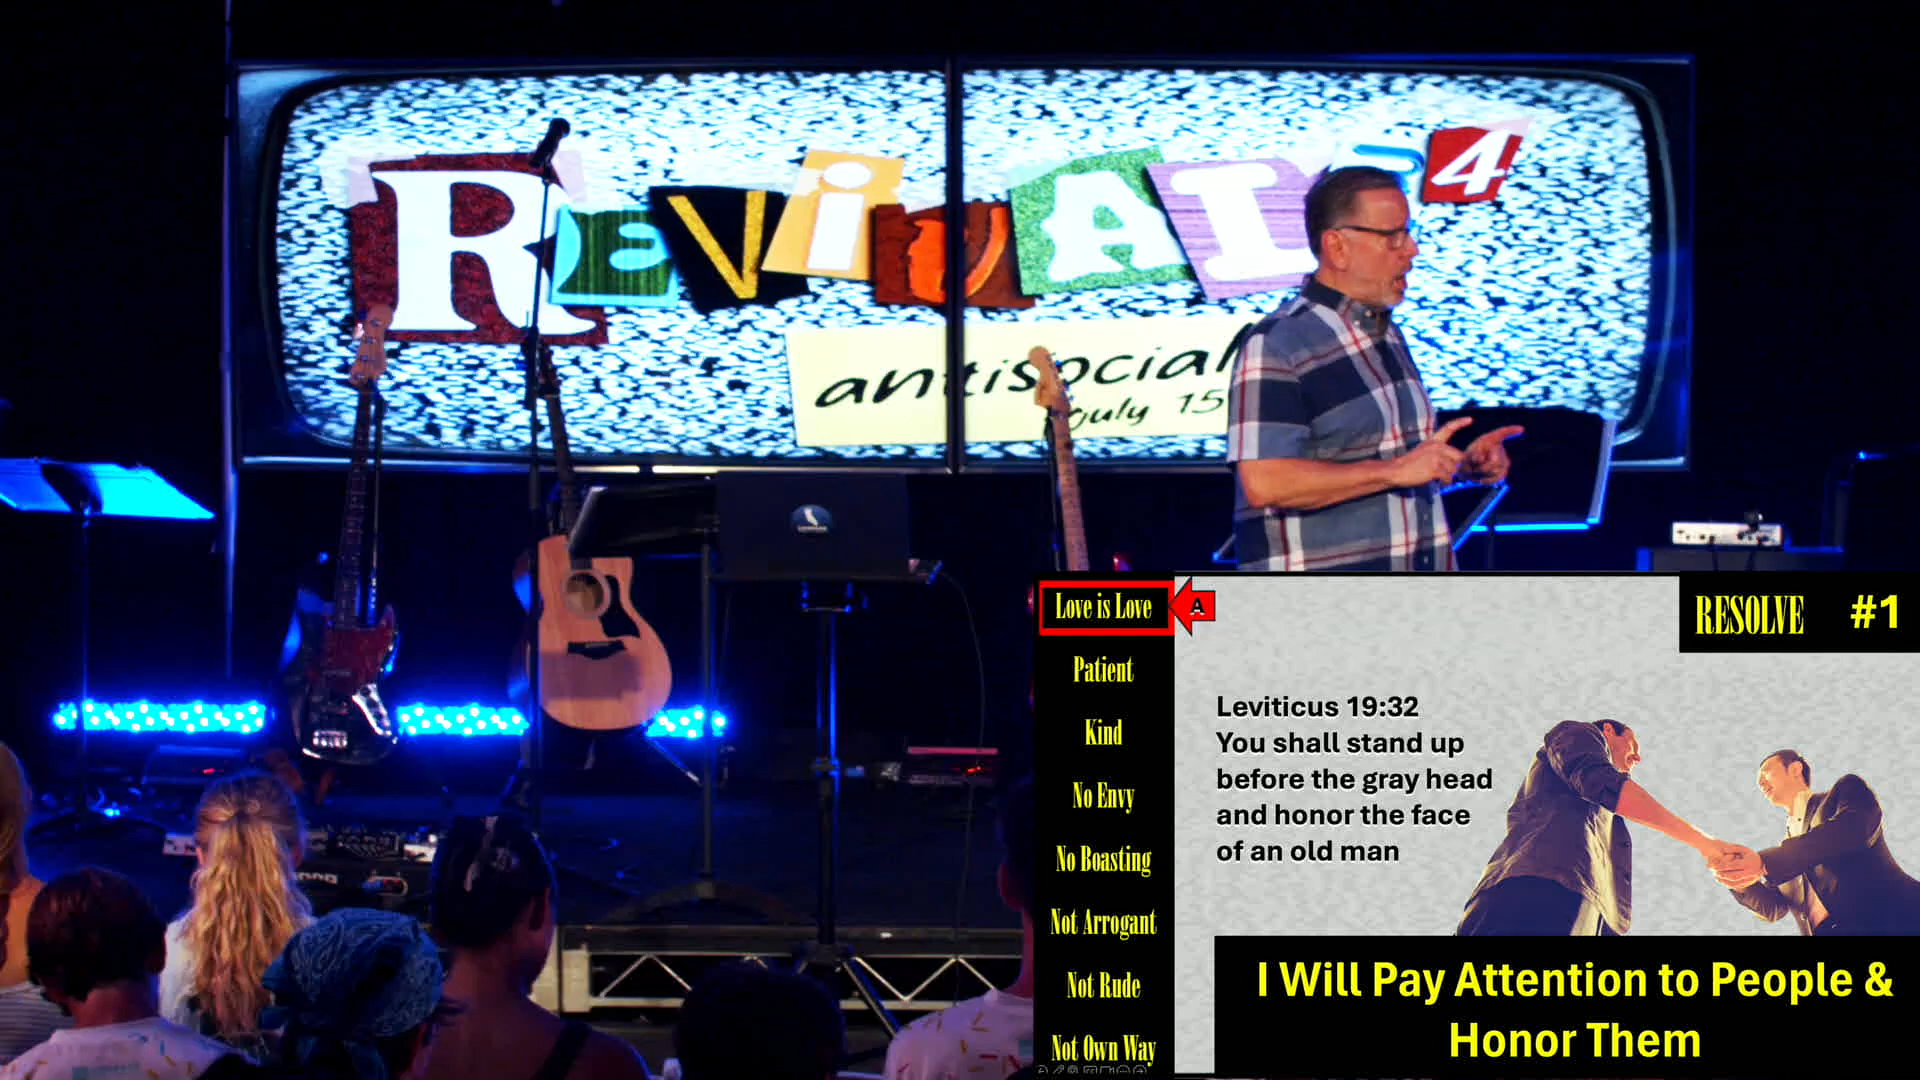 ReViVALS4
antisocial
july 15
Love is Love
A
Patient
Kind
No Envy
No Boasting
Not Arrogant
Not Rude
Not Own Way
RESOLVE #1
Leviticus 19:32
You shall stand up
before the gray head
and honor the face
of an old man
I Will Pay Attention to People &
Honor Them